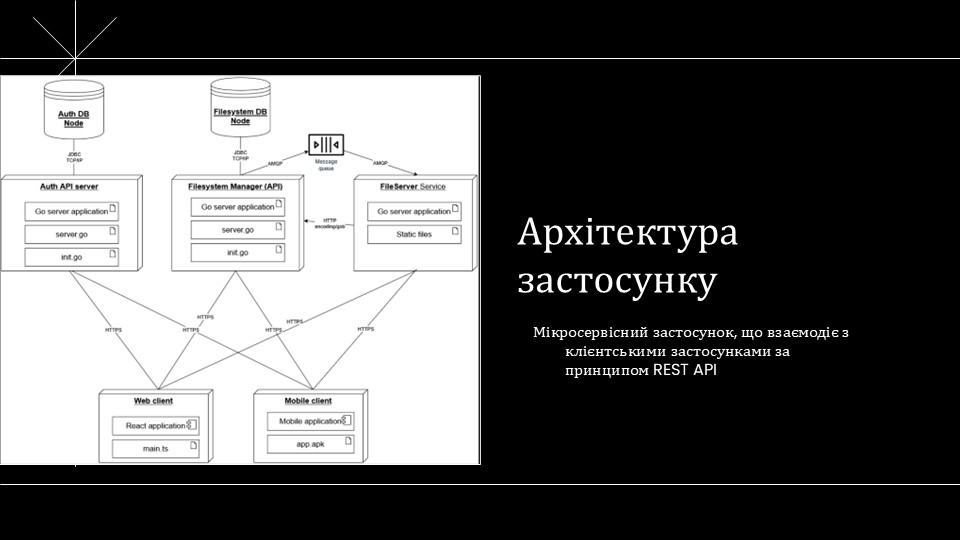 Auth DB
Node
Filesystem DB
Node
JDBC
TCP/IP
JDBC
TCP/IP
AMQP
Message
queue
AMQP
Auth API server
Go server application
server.go
init.go
Filesystem Manager (API)
Go server application
server.go
init.go
HTTP
encoding/gob
FileServer Service
Go server application
Static files
HTTPS
HTTPS
HTTPS
HTTPS
HTTPS
HTTPS
Web client
React application
main.ts
Mobile client
Mobile application
app.apk
Архітектура
застосунку
Мікросервісний застосунок, що взаємодіє з
клієнтськими застосунками за
принципом REST API